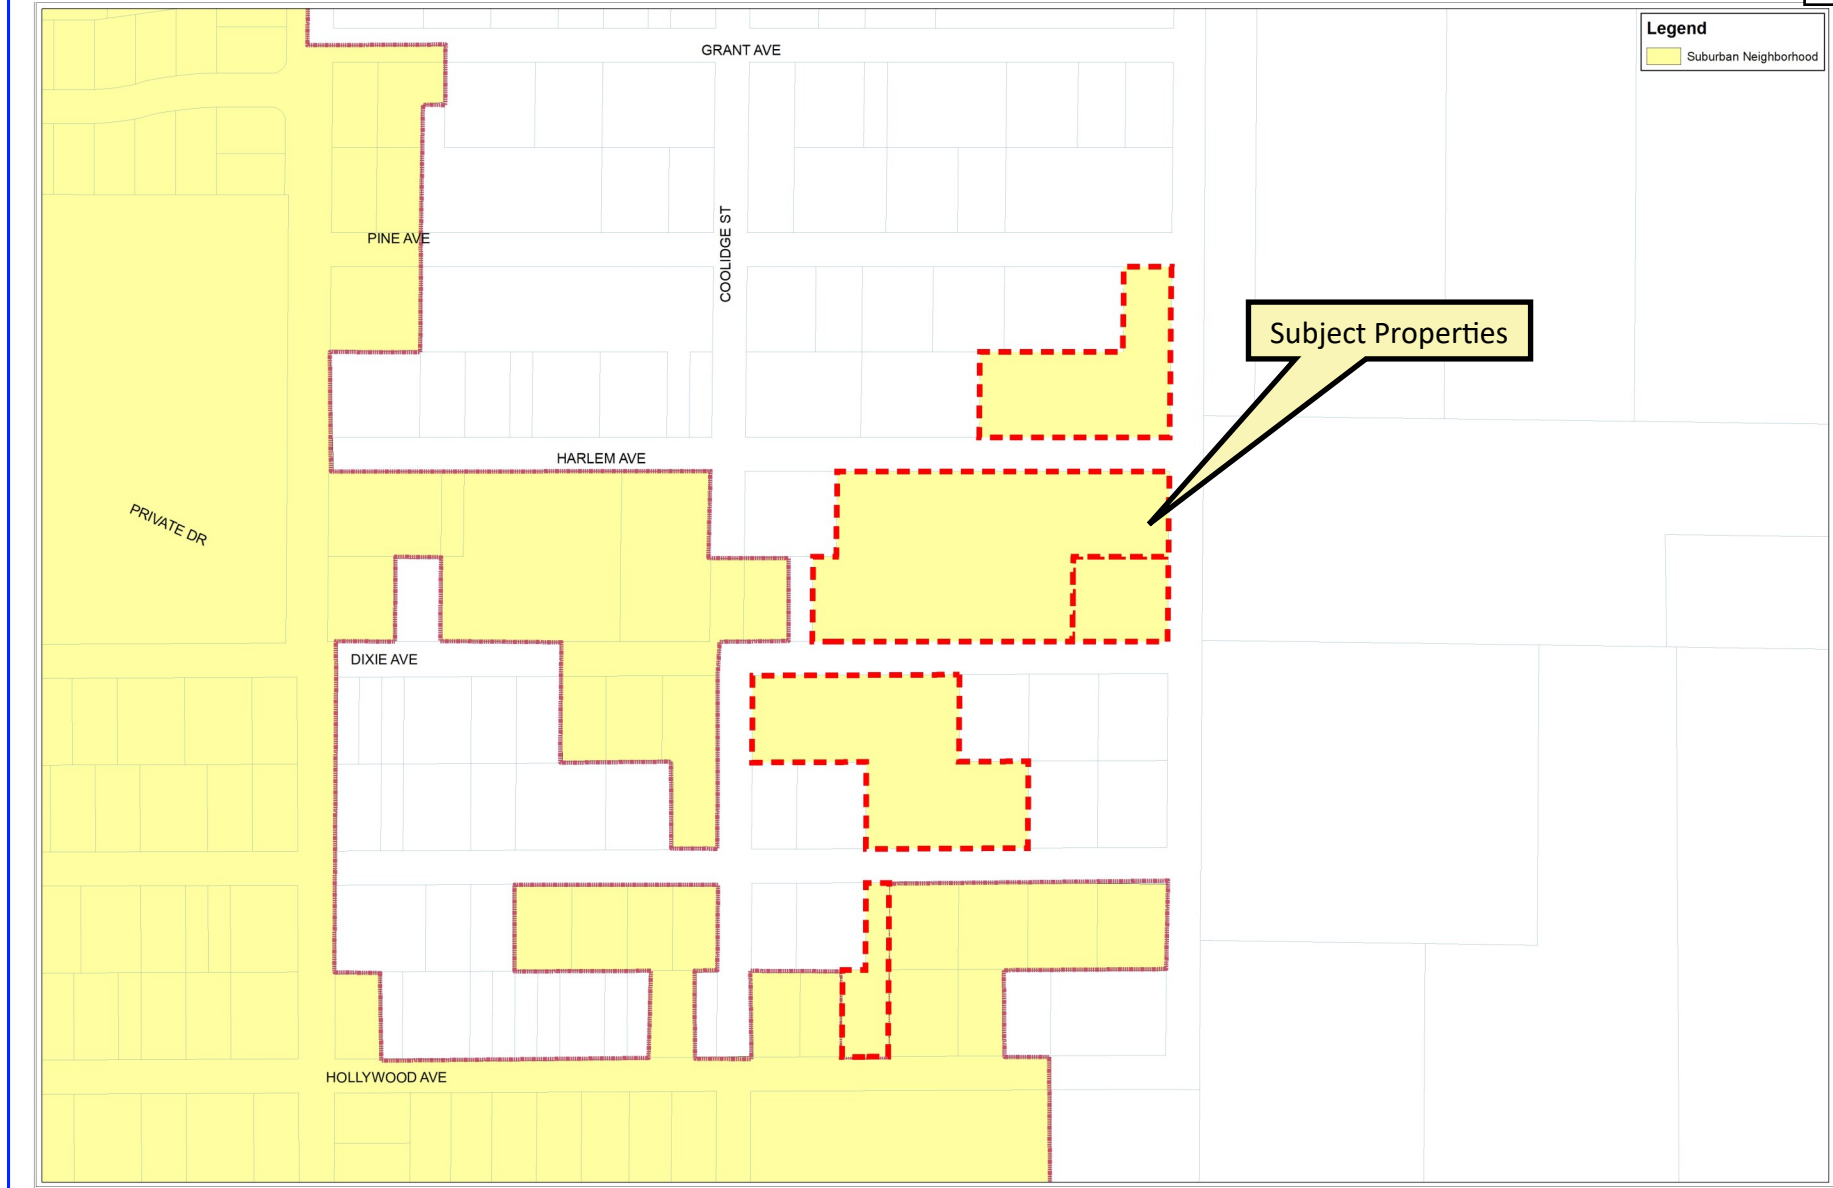 Legend
Suburban Neighborhood
GRANT AVE
COOLIDGE ST
PINE AVE
Subject Properties
HARLEM AVE
PRIVATE DR
DIXIE AVE
HOLLYWOOD AVE